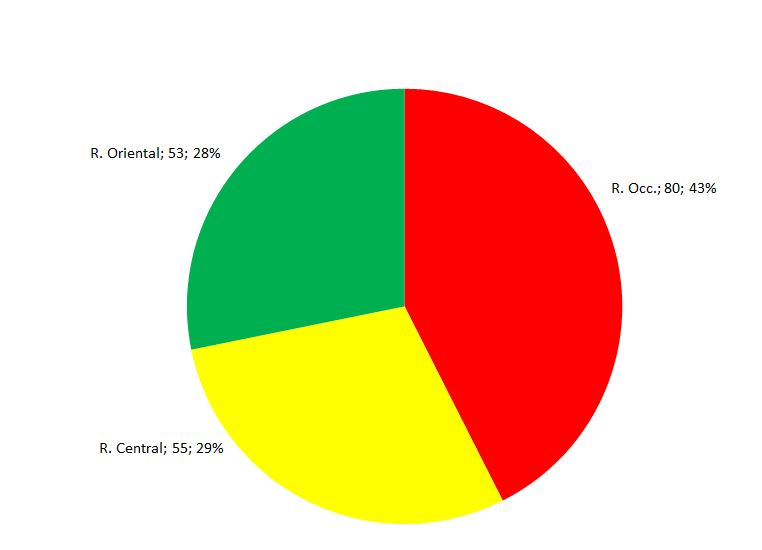 R. Oriental; 53; 28%
R. Occ.; 80; 43%
R. Central; 55; 29%